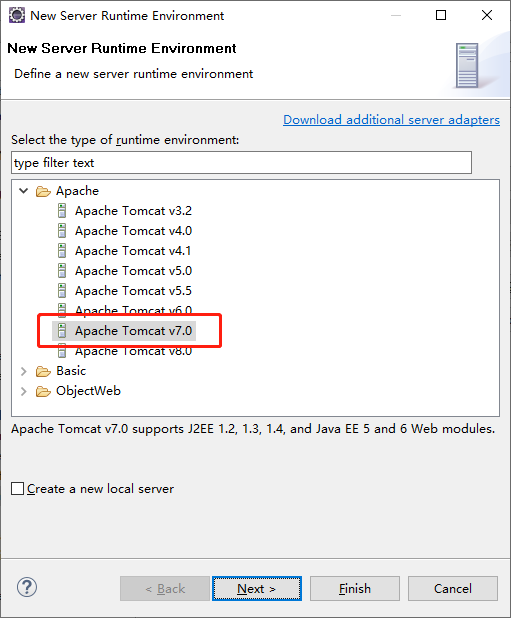 New Server Runtime Environment
New Server Runtime Environment
Define a new server runtime environment
Download additional server adapters
Select the type of runtime environment:
type filter text
Apache
Apache Tomcat v3.2
Apache Tomcat v4.0
Apache Tomcat v4.1
Apache Tomcat v5.0
Apache Tomcat v5.5
Apache Tomcat v6.0
Apache Tomcat v7.0
Apache Tomcat v8.0
Basic
ObjectWeb
Apache Tomcat v7.0 supports J2EE 1.2, 1.3, 1.4, and Java EE 5 and 6 Web modules.
Create a new local server
? < Back Next > Finish Cancel